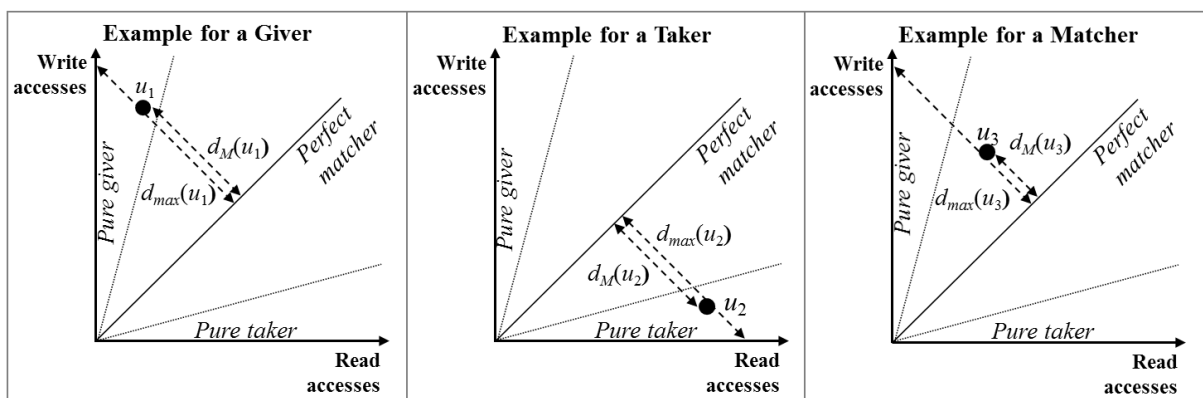 Example for a Giver
Write
accesses
u1
Pure giver
dM(u1)
dmax(u1)
Perfect
matcher
Pure taker
Read
accesses
Example for a Taker
Write
accesses
Pure giver
Perfect
matcher
dmax(u2)
dM(u2)
u2
Pure taker
Read
accesses
Example for a Matcher
Write
accesses
u3
dM(u3)
Pure giver
dmax(u3)
Perfect
matcher
Pure taker
Read
accesses